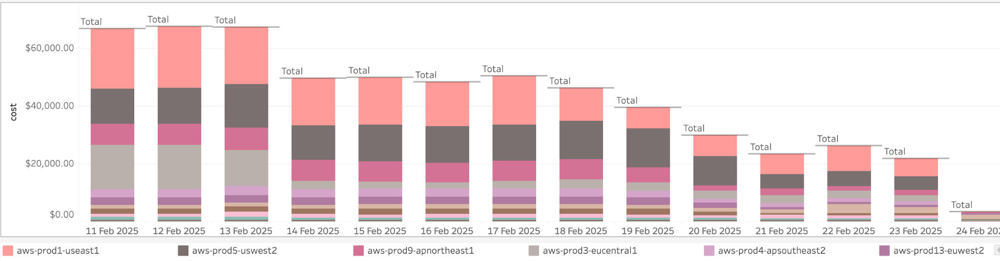 Total
Total
Total
$60,000.00
Total
Total
Total
Total
Total
Total
$40,000.00
cost
Total
Total
Total
Total
$20,000.00
Total
$0.00
11 Feb 2025
12 Feb 2025
13 Feb 2025
14 Feb 2025
15 Feb 2025
16 Feb 2025
17 Feb 2025
18 Feb 2025
19 Feb 2025
20 Feb 2025
21 Feb 2025
22 Feb 2025
23 Feb 2025
24 Feb
aws-prod1-useast1
aws-prod5-uswest2
aws-prod9-apnortheast1
aws-prod3-eucentral1
aws-prod4-apsoutheast2
aws-prod13-euwest2